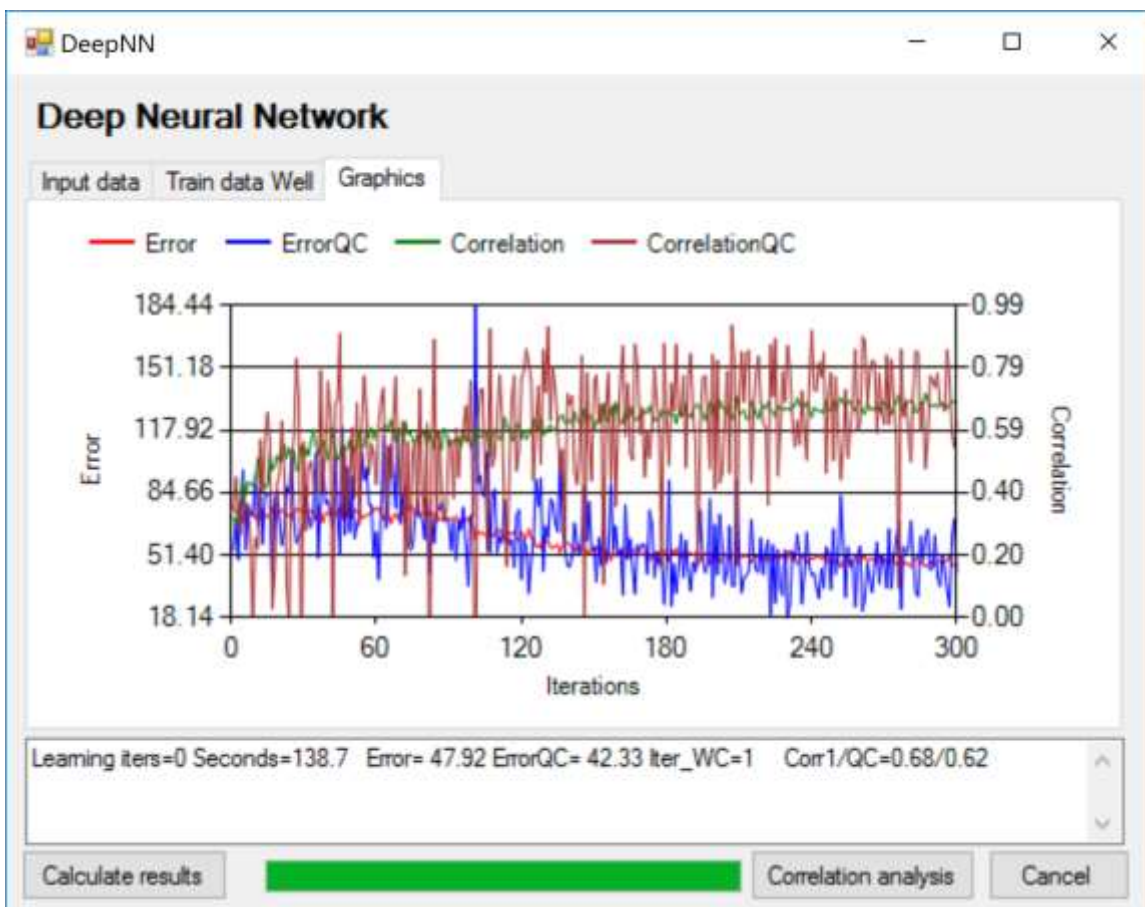 DeepNN
Deep Neural Network
Input data Train data Well Graphics
Error ErrorQC Correlation CorrelationQC
184.44 0.99
151.18 0.79
117.92 0.59
84.66 0.40
51.40 0.20
18.14 0.00
Error
Correlation
0 60 120 180 240 300
Iterations
Learning iters=0 Seconds=138.7 Error= 47.92 ErrorQC= 42.33 Iter_WC=1 Corr1/QC=0.68/0.62
Calculate results Correlation analysis Cancel